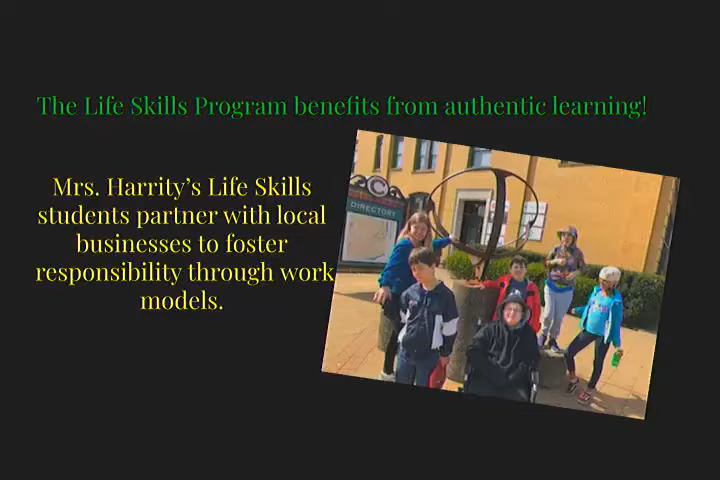 The Life Skills Program benefits from authentic learning!
Mrs. Harrity’s Life Skills
students partner with local
businesses to foster
responsibility through work
models.
C
DIRECTORY